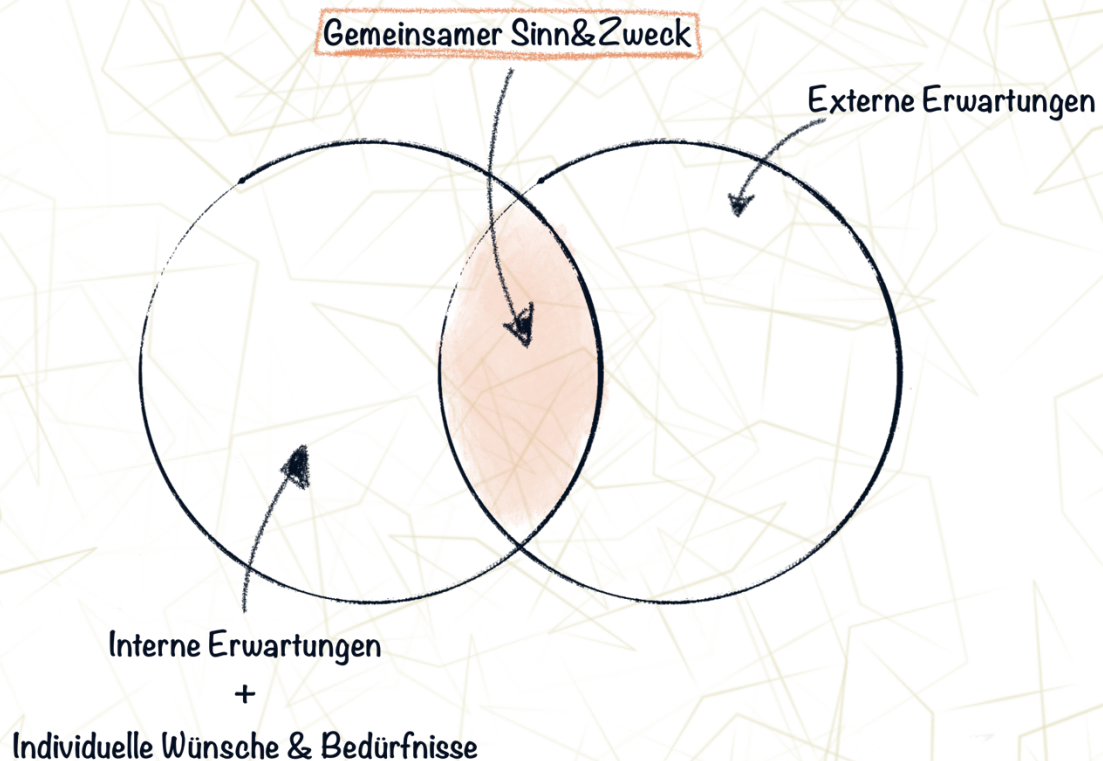 Gemeinsamer Sinn&Zweck
Externe Erwartungen
Interne Erwartungen
+
Individuelle Wünsche & Bedürfnisse